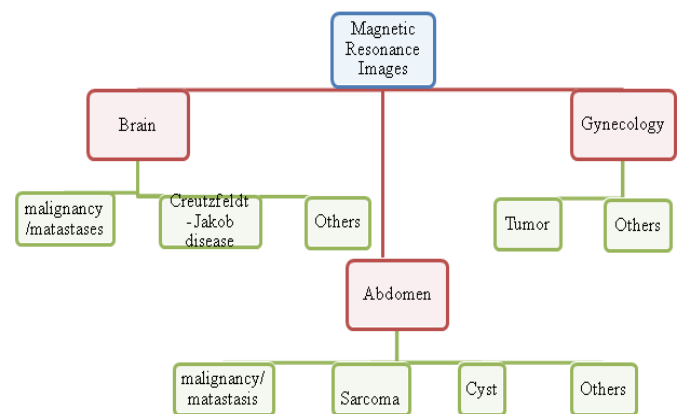 Magnetic
Resonance
Images
Brain
Gynecology
malignancy
/matastases
Creutzfeldt
-Jakob
disease
Others
Tumor
Others
Abdomen
malignancy/
matastasis
Sarcoma
Cyst
Others